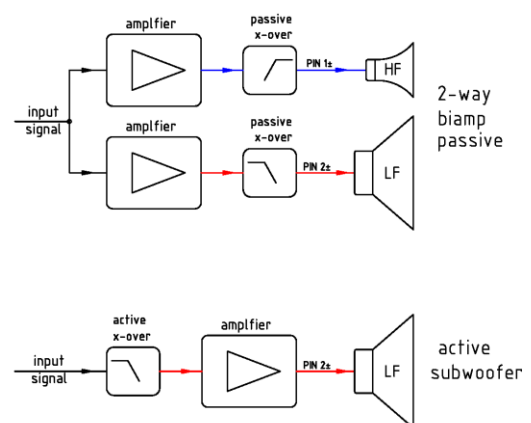 amplfier
passive
x-over
PIN 1±
HF
input
signal
2-way
biamp
passive
amplfier
passive
x-over
PIN 2±
LF
active
x-over
amplfier
input
signal
PIN 2±
LF
active
subwoofer